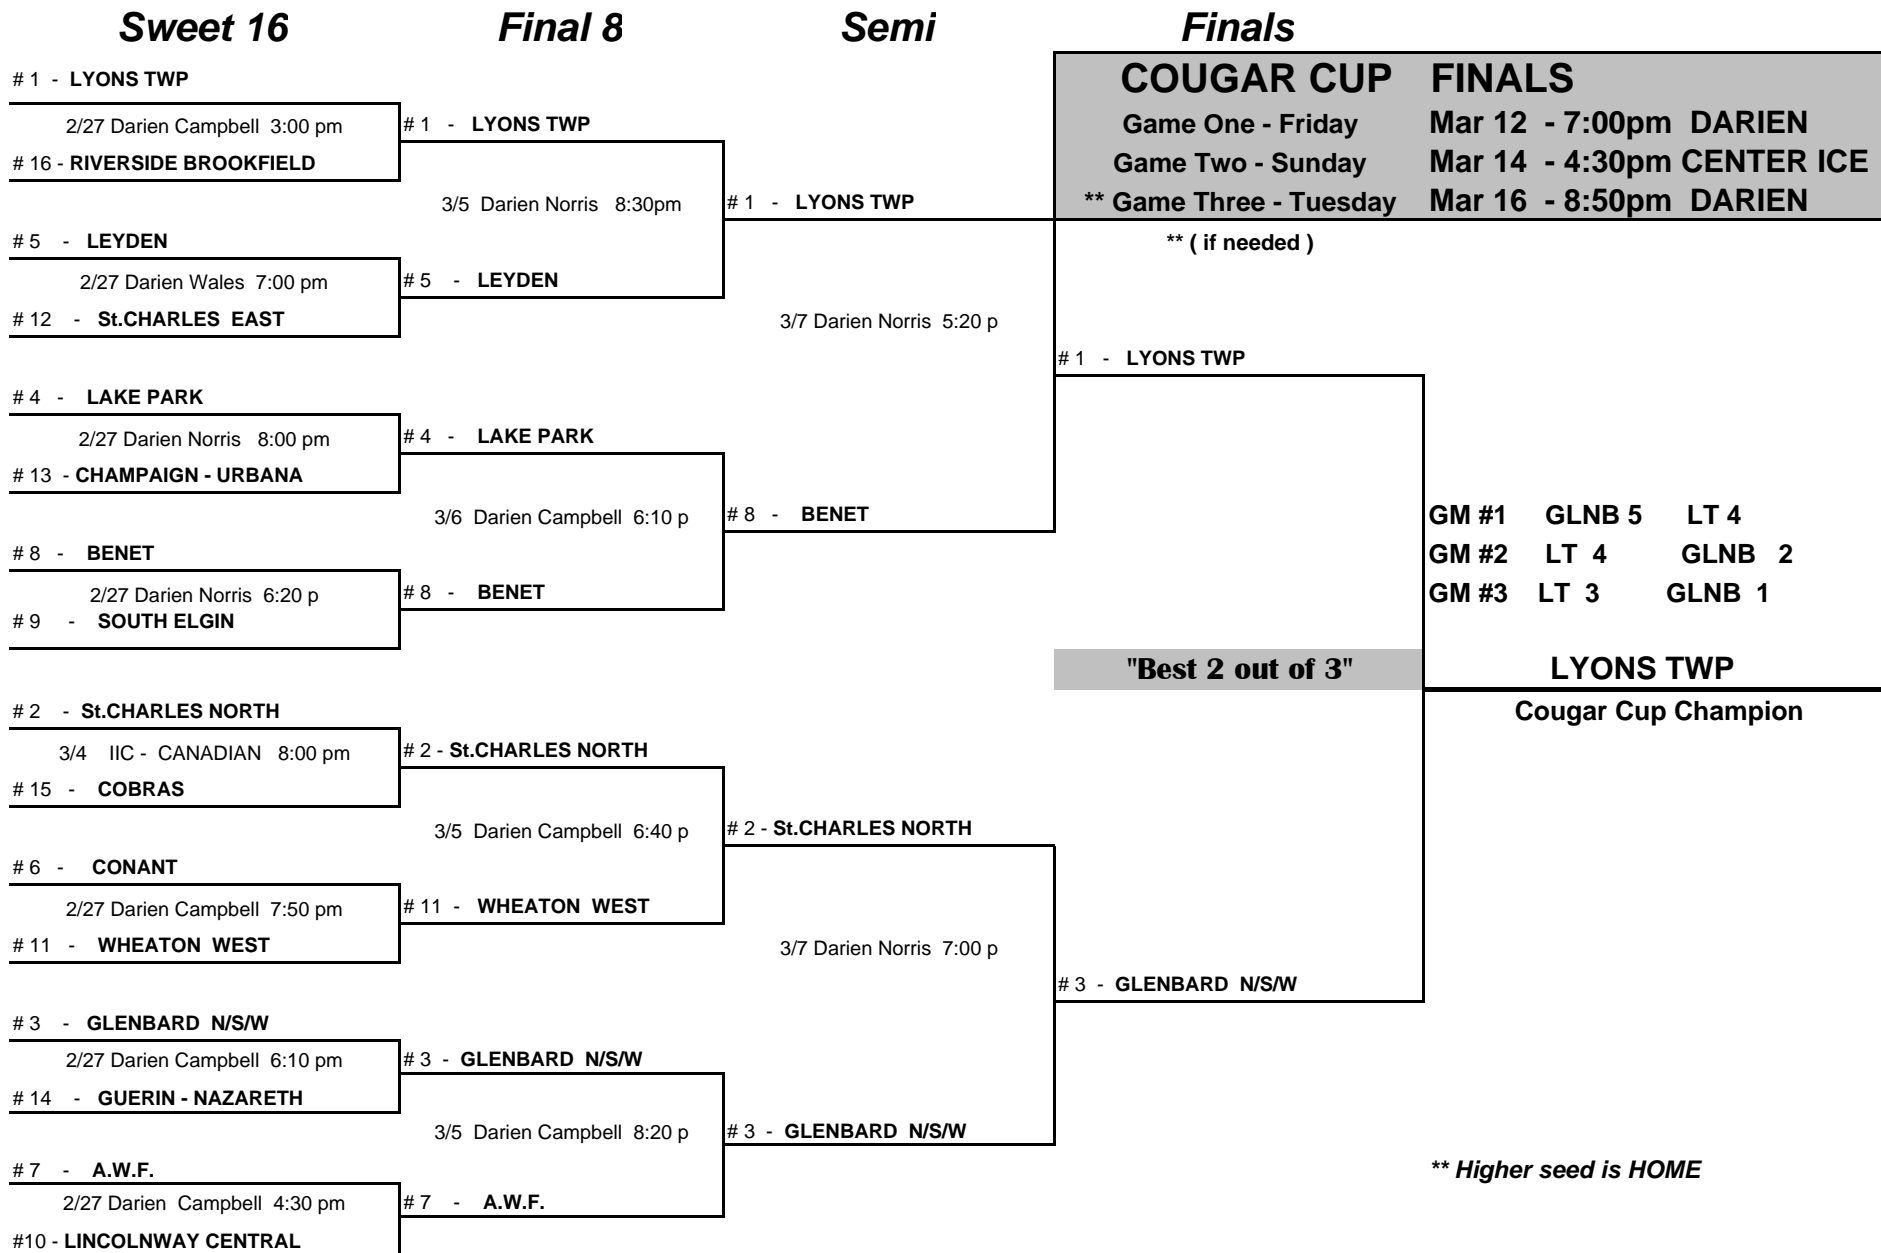 Sweet 16 Final 8 Semi Finals
COUGAR CUP FINALS
Game One - Friday Mar 12 - 7:00pm DARIEN
Game Two - Sunday Mar 14 - 4:30pm CENTER ICE
** Game Three - Tuesday Mar 16 - 8:50pm DARIEN
** ( if needed )
# 1 - LYONS TWP
2/27 Darien Campbell 3:00 pm
# 16 - RIVERSIDE BROOKFIELD
# 5 - LEYDEN
2/27 Darien Wales 7:00 pm
# 12 - St.CHARLES EAST
# 4 - LAKE PARK
2/27 Darien Norris 8:00 pm
# 13 - CHAMPAIGN - URBANA
# 8 - BENET
2/27 Darien Norris 6:20 p
# 9 - SOUTH ELGIN
# 2 - St.CHARLES NORTH
3/4 IIC - CANADIAN 8:00 pm
# 15 - COBRAS
# 6 - CONANT
2/27 Darien Campbell 7:50 pm
# 11 - WHEATON WEST
# 3 - GLENBARD N/S/W
2/27 Darien Campbell 6:10 pm
# 14 - GUERIN - NAZARETH
# 7 - A.W.F.
2/27 Darien Campbell 4:30 pm
#10 - LINCOLNWAY CENTRAL
# 1 - LYONS TWP
3/5 Darien Norris 8:30pm
# 5 - LEYDEN
# 4 - LAKE PARK
3/6 Darien Campbell 6:10 p
# 8 - BENET
# 2 - St.CHARLES NORTH
3/5 Darien Campbell 6:40 p
# 11 - WHEATON WEST
# 3 - GLENBARD N/S/W
3/5 Darien Campbell 8:20 p
# 7 - A.W.F.
# 1 - LYONS TWP
3/7 Darien Norris 5:20 p
# 8 - BENET
# 2 - St.CHARLES NORTH
3/7 Darien Norris 7:00 p
# 3 - GLENBARD N/S/W
# 1 - LYONS TWP
"Best 2 out of 3"
# 3 - GLENBARD N/S/W
GM #1 GLNB 5 LT 4
GM #2 LT 4 GLNB 2
GM #3 LT 3 GLNB 1
LYONS TWP
Cougar Cup Champion
** Higher seed is HOME